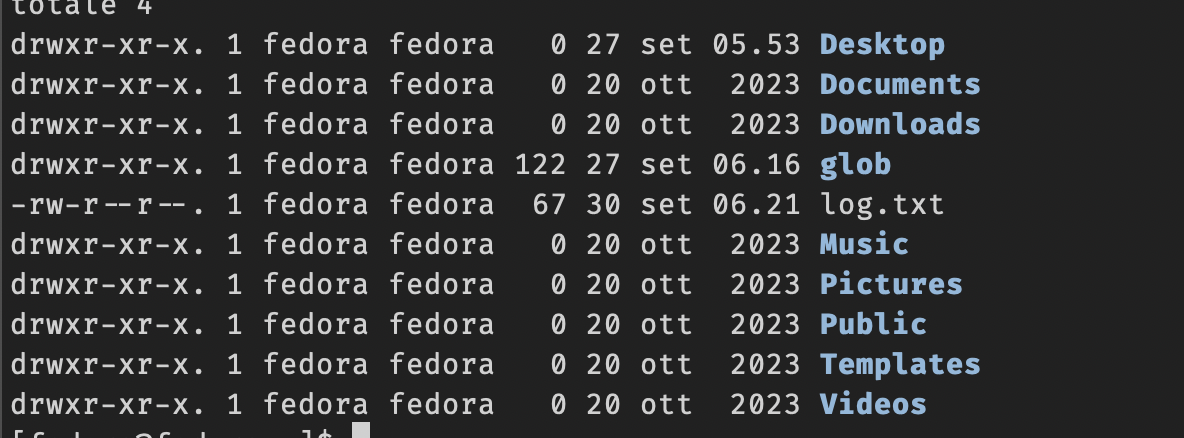 totale 4
drwxr-xr-x. 1 fedora fedora   0 27 set 05.53 Desktop
drwxr-xr-x. 1 fedora fedora   0 20 ott  2023 Documents
drwxr-xr-x. 1 fedora fedora   0 20 ott  2023 Downloads
drwxr-xr-x. 1 fedora fedora 122 27 set 06.16 glob
-rw-r--r--. 1 fedora fedora  67 30 set 06.21 log.txt
drwxr-xr-x. 1 fedora fedora   0 20 ott  2023 Music
drwxr-xr-x. 1 fedora fedora   0 20 ott  2023 Pictures
drwxr-xr-x. 1 fedora fedora   0 20 ott  2023 Public
drwxr-xr-x. 1 fedora fedora   0 20 ott  2023 Templates
drwxr-xr-x. 1 fedora fedora   0 20 ott  2023 Videos